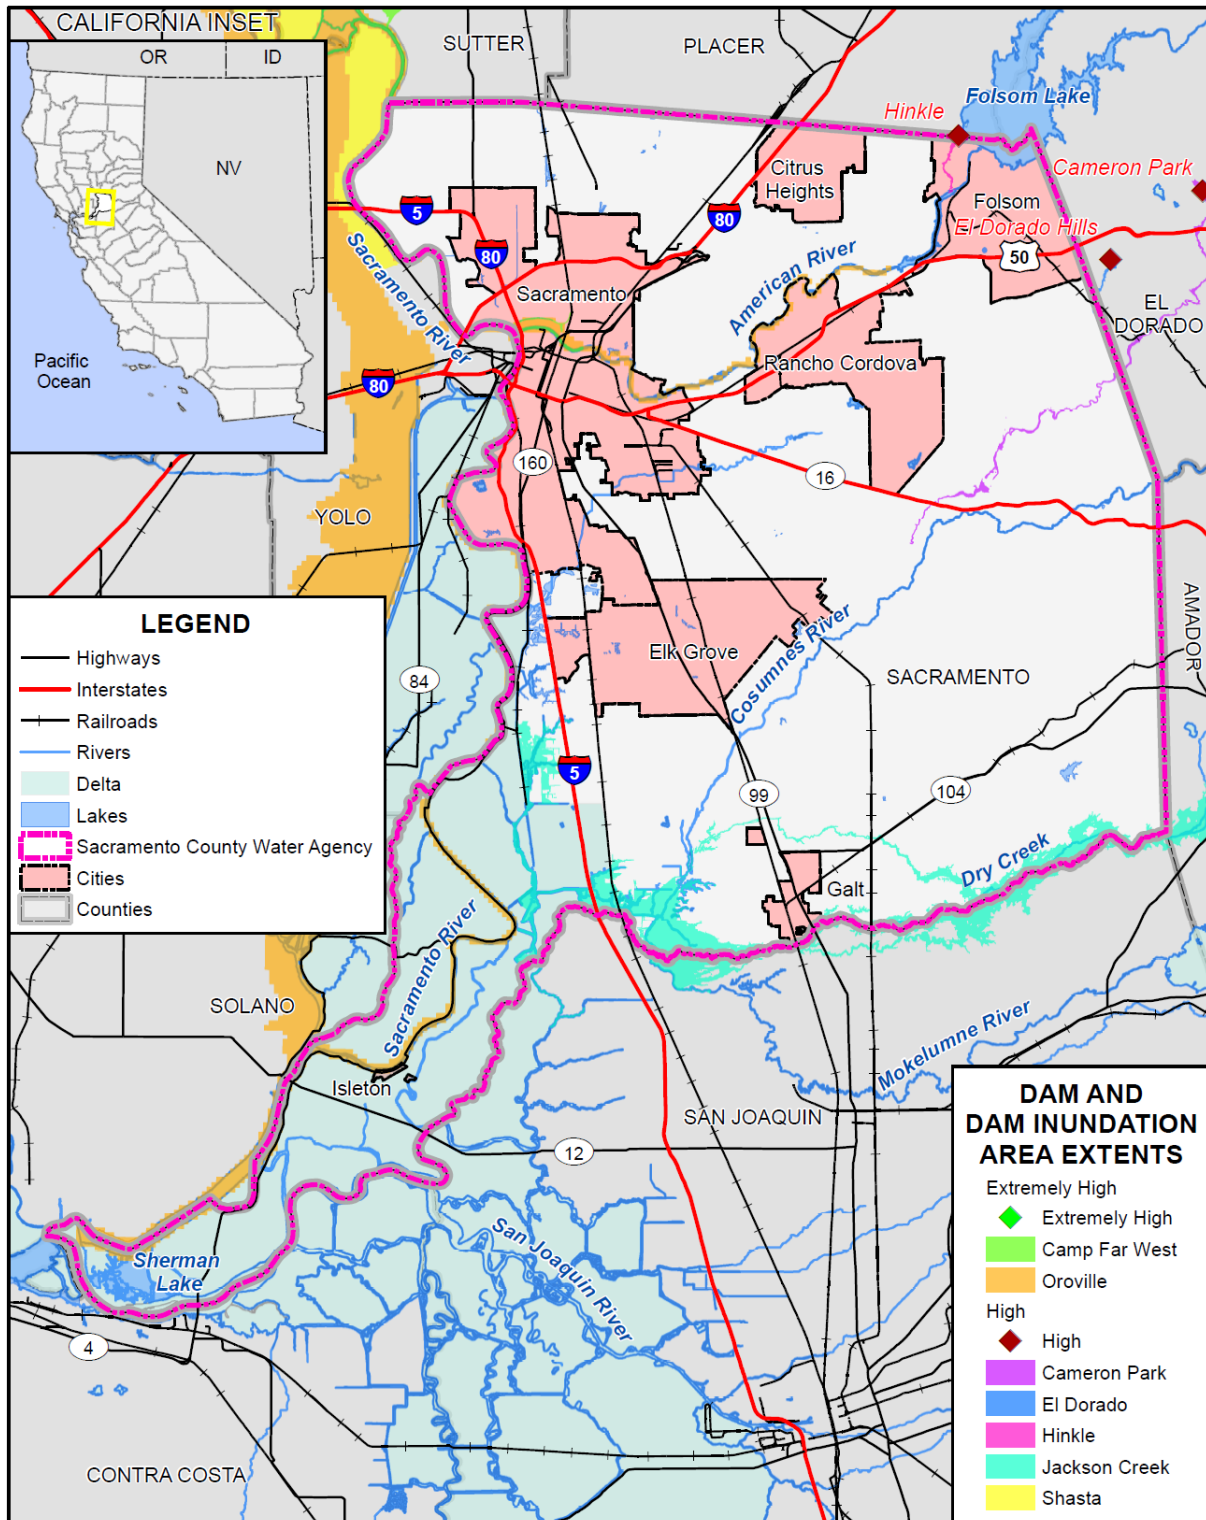 CALIFORNIA INSET
OR
ID
NV
Pacific
Ocean
SUTTER
PLACER
Hinkle
Folsom Lake
Cameron Park
Citrus
Heights
Folsom
El Dorado Hills
5
80
80
50
Sacramento River
American River
Sacramento
EL
DORADO
80
Rancho Cordova
160
16
YOLO
AMADOR
Elk Grove
Cosumnes River
SACRAMENTO
84
5
99
104
Galt
Dry Creek
SOLANO
Sacramento River
Isleton
Mokelumne River
SAN JOAQUIN
12
Sherman
Lake
San Joaquin River
4
CONTRA COSTA
LEGEND
Highways
Interstates
Railroads
Rivers
Delta
Lakes
Sacramento County Water Agency
Cities
Counties
DAM AND
DAM INUNDATION
AREA EXTENTS
Extremely High
Extremely High
Camp Far West
Oroville
High
High
Cameron Park
El Dorado
Hinkle
Jackson Creek
Shasta